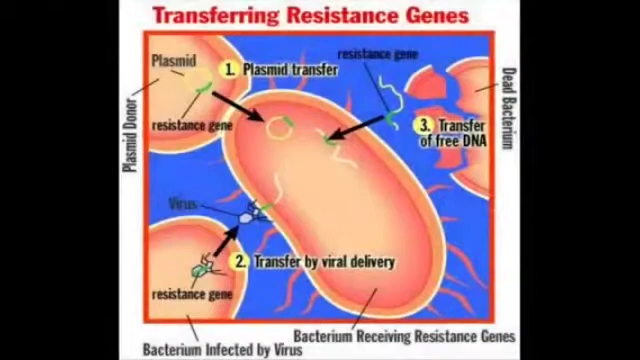 Transferring Resistance Genes
Plasmid
1. Plasmid transfer
resistance gene
resistance gene
Plasmid Donor
Dead Bacterium
3. Transfer
of free DNA
Virus
2. Transfer by viral delivery
resistance gene
Bacterium Receiving Resistance Genes
Bacterium Infected by Virus